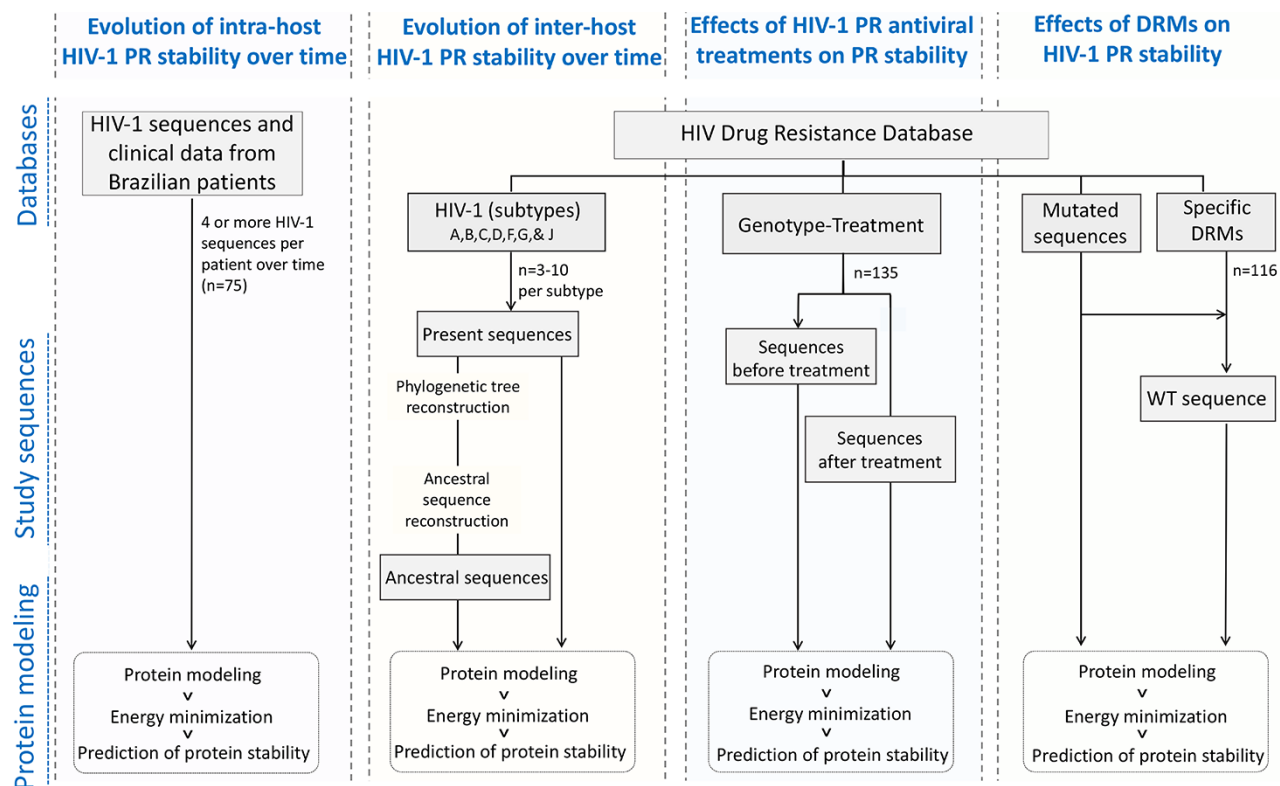 Evolution of intra-host
HIV-1 PR stability over time
Evolution of inter-host
HIV-1 PR stability over time
Effects of HIV-1 PR antiviral
treatments on PR stability
Effects of DRMs on
HIV-1 PR stability
Databases
Study sequences
Protein modeling
HIV-1 sequences and
clinical data from
Brazilian patients
4 or more HIV-1
sequences per
patient over time
(n=75)
Protein modeling
Energy minimization
Prediction of protein stability
HIV Drug Resistance Database
HIV-1 (subtypes)
A,B,C,D,F,G,& J
n=3-10
per subtype
Present sequences
Phylogenetic tree
reconstruction
Ancestral
sequence
reconstruction
Ancestral sequences
Protein modeling
Energy minimization
Prediction of protein stability
Genotype-Treatment
n=135
Sequences
before treatment
Sequences
after treatment
Protein modeling
Energy minimization
Prediction of protein stability
Mutated
sequences
Specific
DRMs
n=116
WT sequence
Protein modeling
Energy minimization
Prediction of protein stability